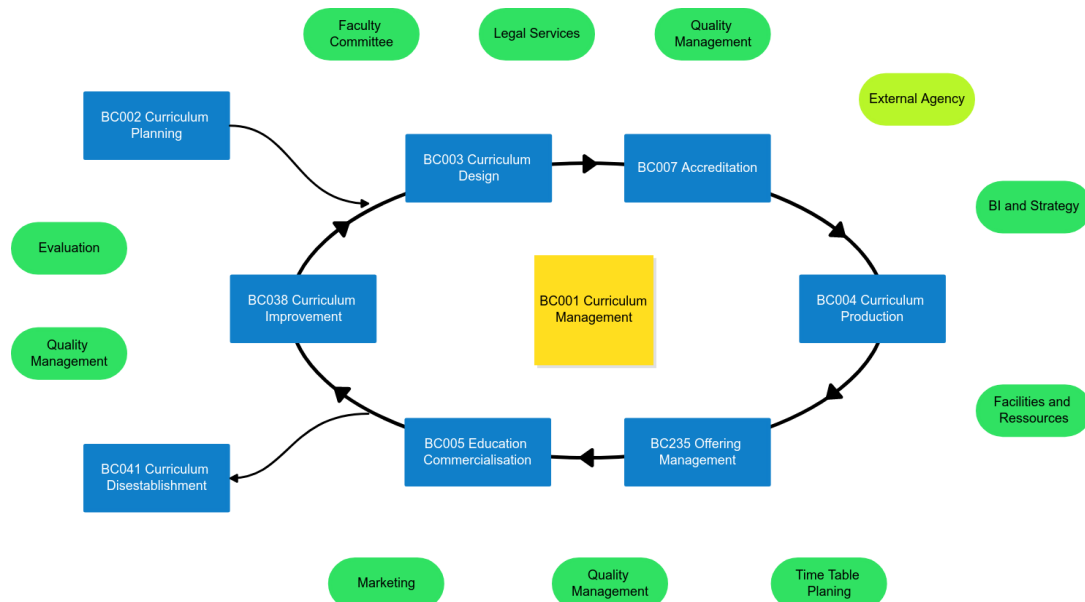 Faculty
Committee
Legal Services
Quality
Management
External Agency
BC002 Curriculum
Planning
BC003 Curriculum
Design
BC007 Accreditation
BI and Strategy
Evaluation
BC038 Curriculum
Improvement
BC001 Curriculum
Management
BC004 Curriculum
Production
Quality
Management
Facilities and
Ressources
BC041 Curriculum
Disestablishment
BC005 Education
Commercialisation
BC235 Offering
Management
Marketing
Quality
Management
Time Table
Planing